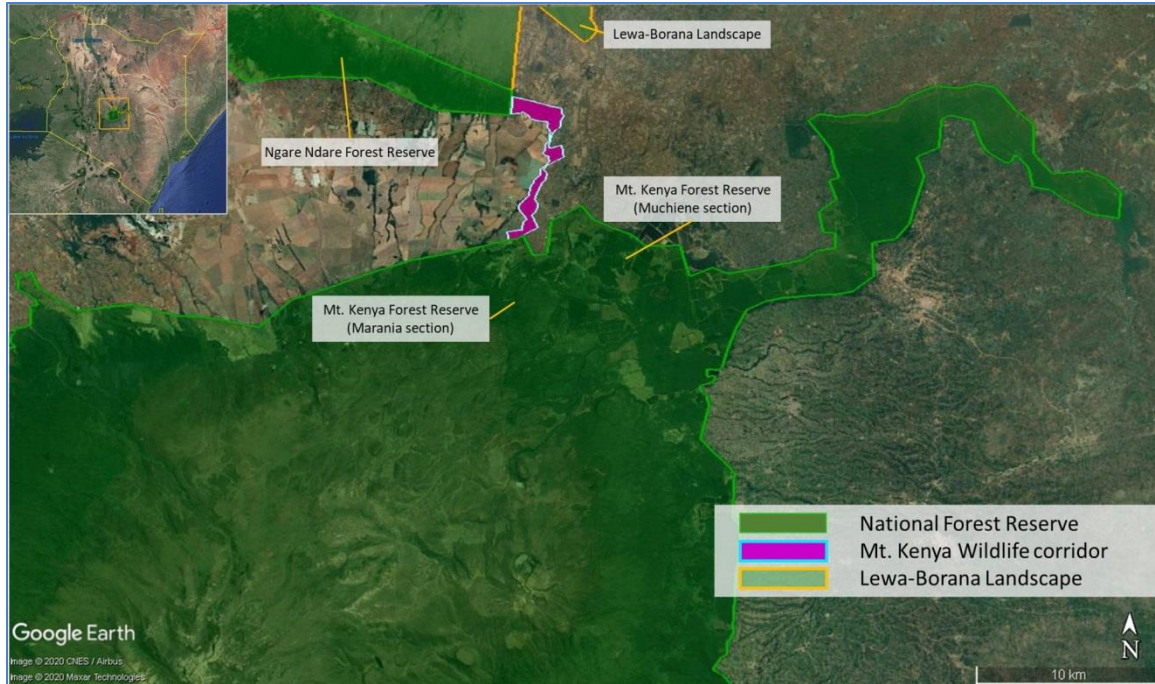 Lewa-Borana Landscape
Ngare Ndare Forest Reserve
Mt. Kenya Forest Reserve
(Muchiene section)
Mt. Kenya Forest Reserve
(Marania section)
National Forest Reserve
Mt. Kenya Wildlife corridor
Lewa-Borana Landscape
Google Earth
Image © 2020 CNES / Airbus
Image © 2020 Maxar Technologies
N
10 km